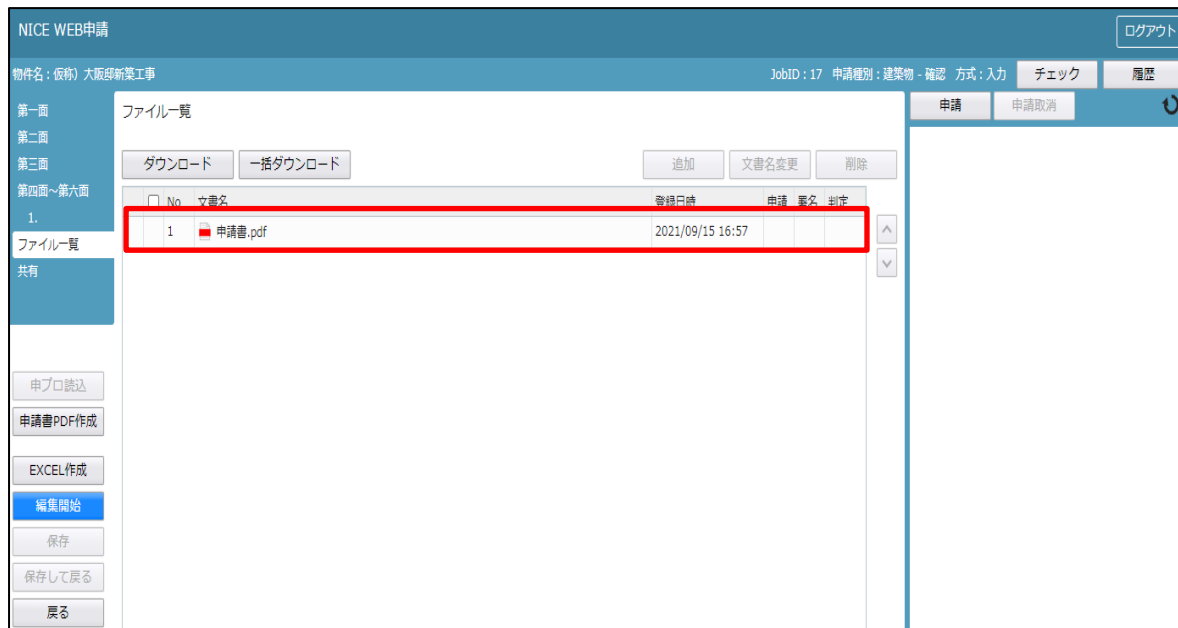 NICE WEB申請
ログアウト
物件名：仮称）大阪邸新築工事
JobID：17 申請種別：建築物 - 確認 方式：入力
チェック
履歴
第一面
第二面
第三面
第四面～第六面
1.
ファイル一覧
共有
ファイル一覧
申請
申請取消
ダウンロード
一括ダウンロード
追加
文書名変更
削除
No 文書名 登録日時 申請 署名 判定
1 申請書.pdf 2021/09/15 16:57
申プロ読込
申請書PDF作成
EXCEL作成
編集開始
保存
保存して戻る
戻る